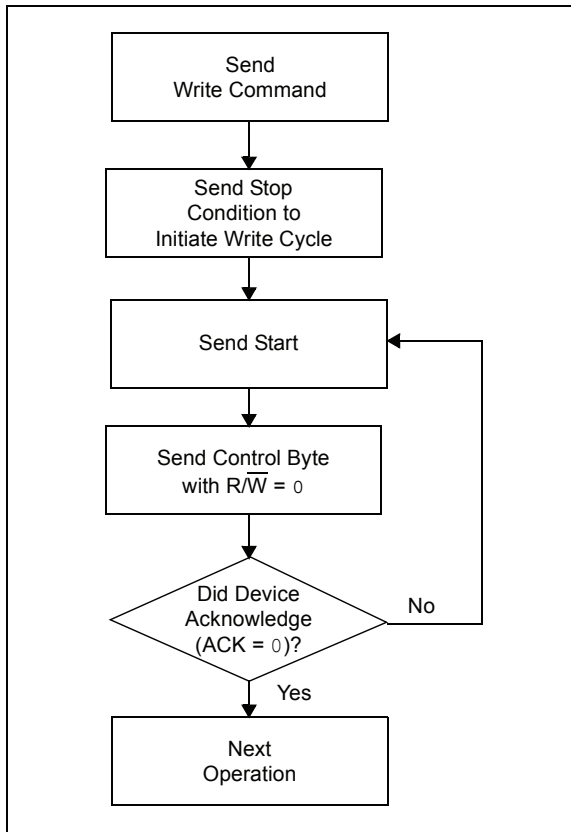 Send
Write Command
Send Stop
Condition to
Initiate Write Cycle
Send Start
Send Control Byte
with R/W̅ = 0
Did Device
Acknowledge
(ACK = 0)?
No
Yes
Next
Operation